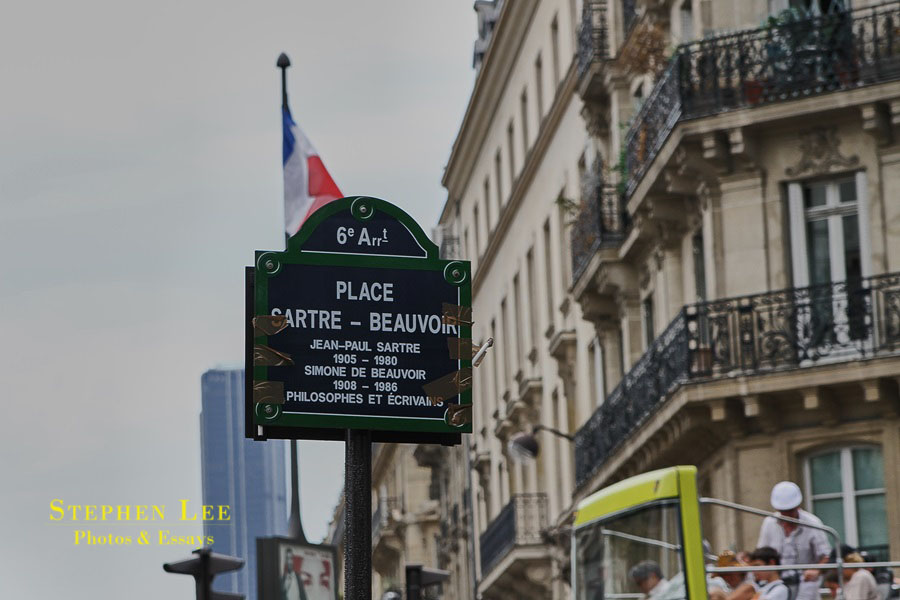 6e Arrt
PLACE
SARTRE – BEAUVOIR
JEAN–PAUL SARTRE
1905 – 1980
SIMONE DE BEAUVOIR
1908 – 1986
PHILOSOPHES ET ÉCRIVAINS
STEPHEN LEE
Photos & Essays